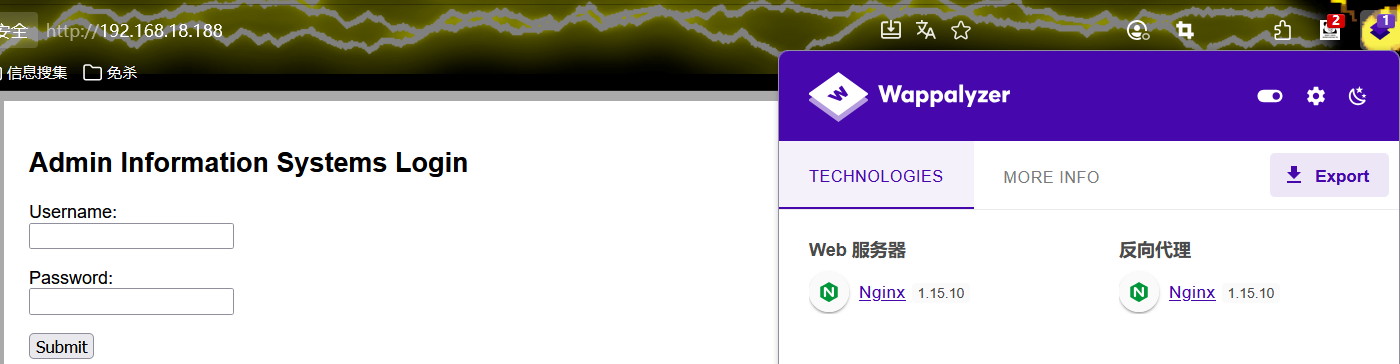 安全 http://192.168.18.188
2
1
信息搜集 免杀
Wappalyzer
TECHNOLOGIES MORE INFO Export
Admin Information Systems Login
Username:
Password:
Submit
Web 服务器
Nginx 1.15.10
反向代理
Nginx 1.15.10